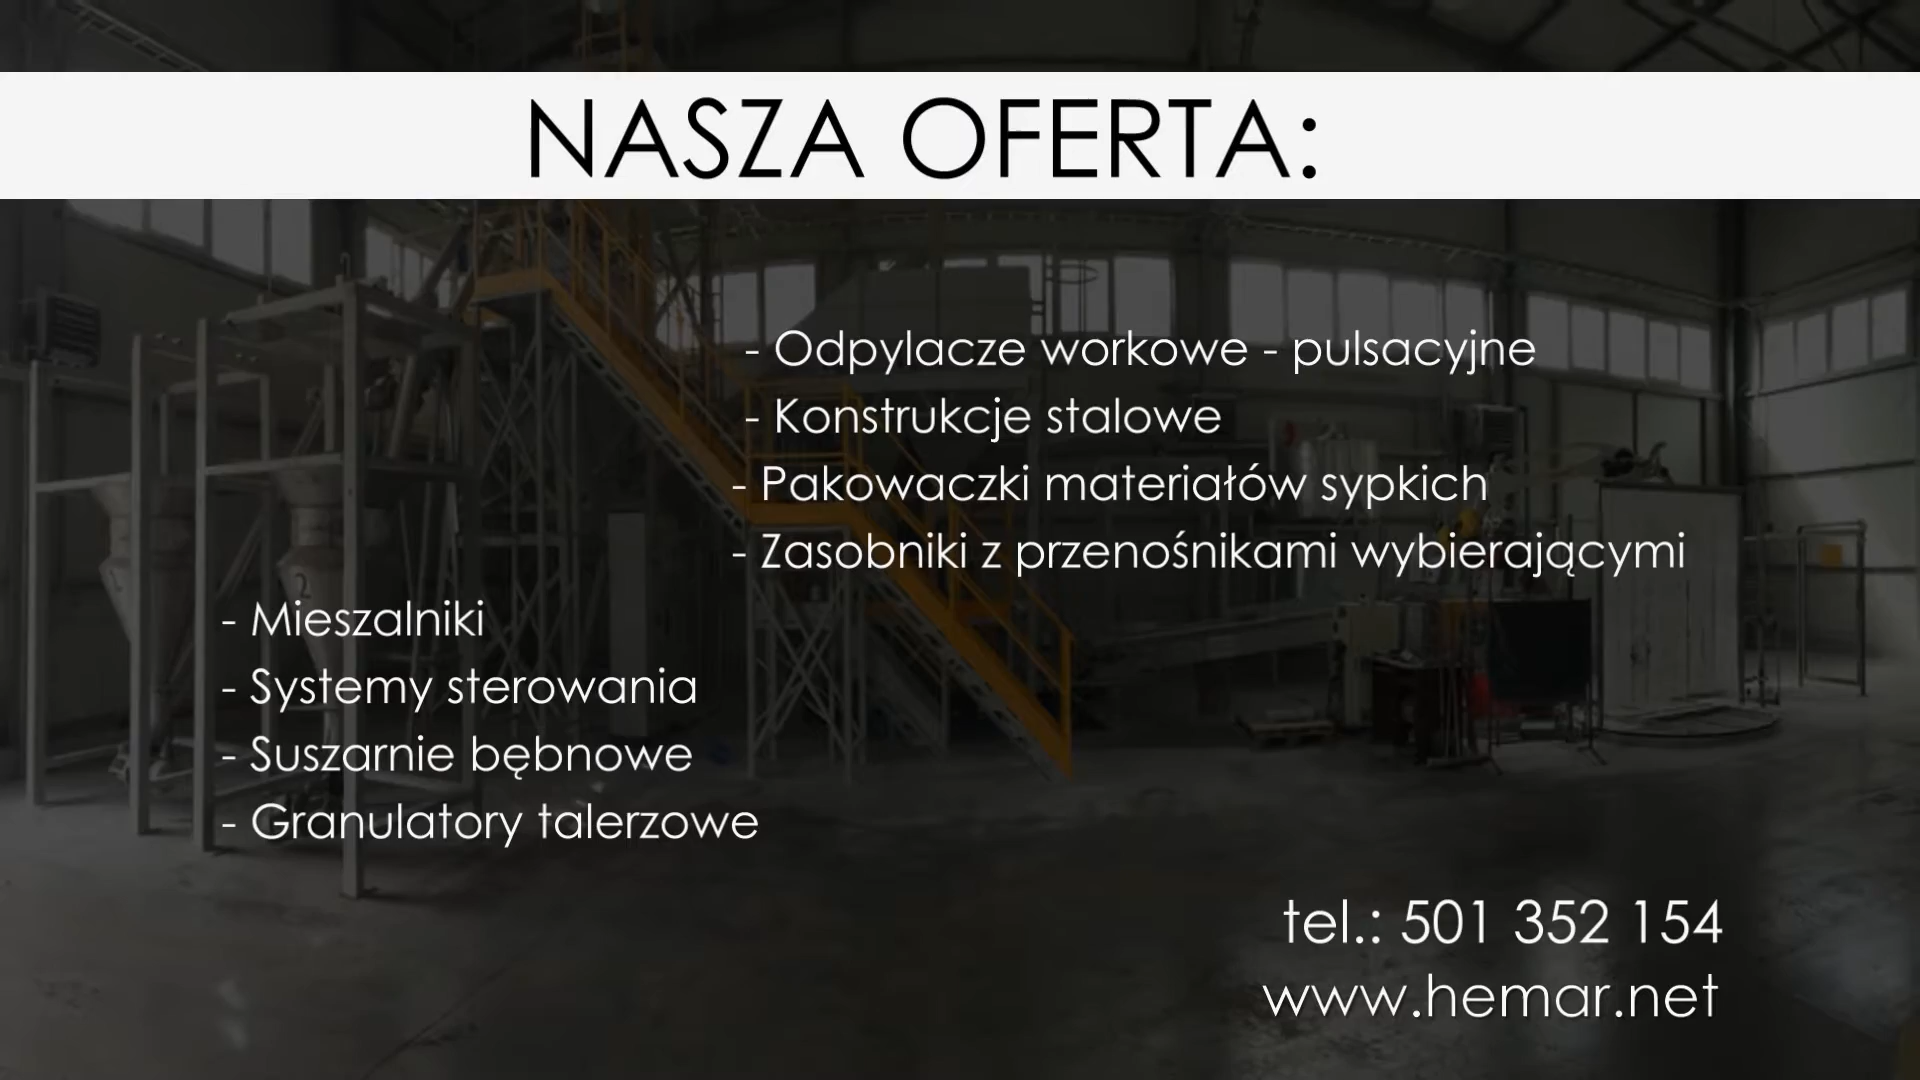 NASZA OFERTA:
- Odpylacze workowe - pulsacyjne
- Konstrukcje stalowe
- Pakowaczki materiałów sypkich
- Zasobniki z przenośnikami wybierającymi
- Mieszalniki
- Systemy sterowania
- Suszarnie bębnowe
- Granulatory talerzowe
2
tel.: 501 352 154
www.hemar.net